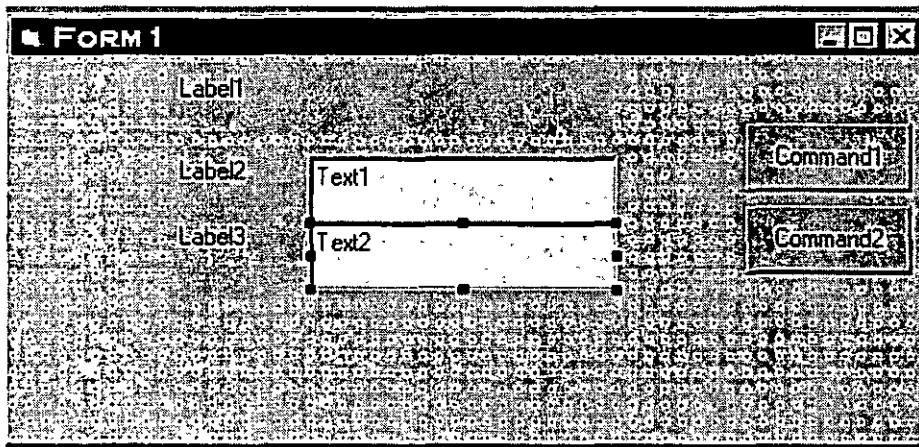 FORM 1
Label1
Label2
Text1
Command1
Label3
Text2
Command2